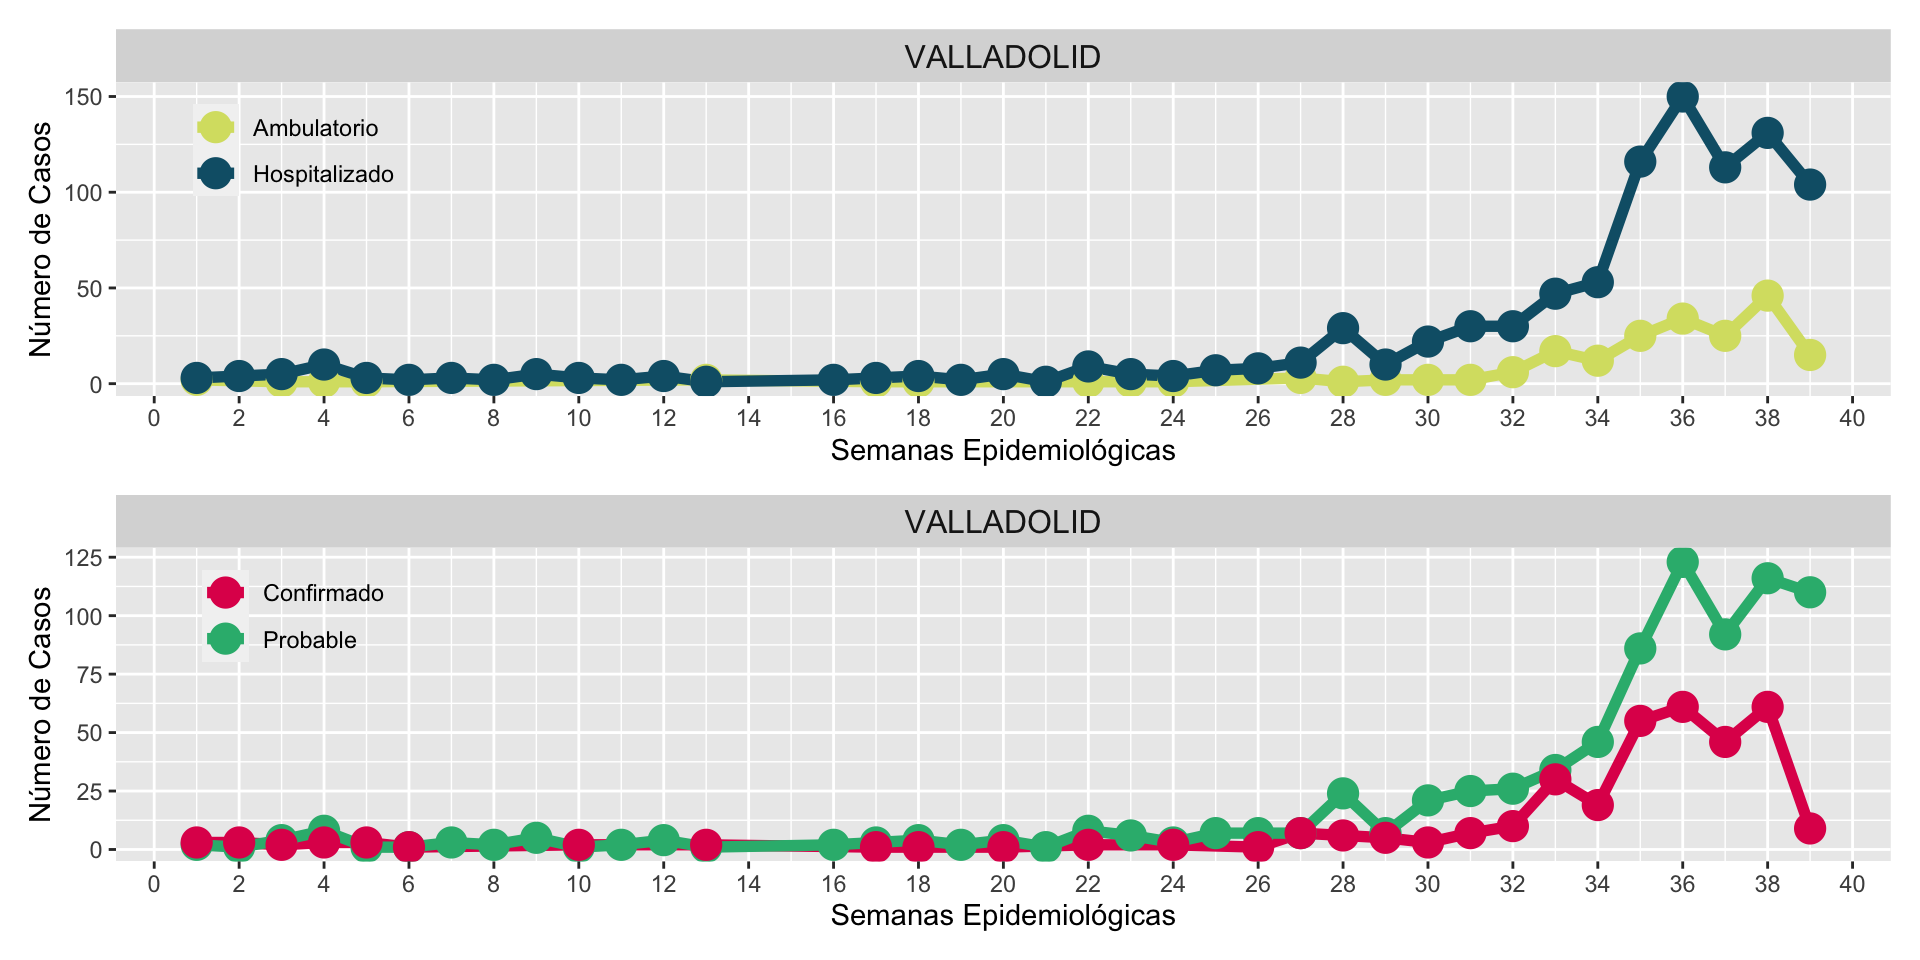 VALLADOLID
150
100
50
0
Número de Casos
Ambulatorio
Hospitalizado
0 2 4 6 8 10 12 14 16 18 20 22 24 26 28 30 32 34 36 38 40
Semanas Epidemiológicas
VALLADOLID
125
100
75
50
25
0
Número de Casos
Confirmado
Probable
0 2 4 6 8 10 12 14 16 18 20 22 24 26 28 30 32 34 36 38 40
Semanas Epidemiológicas